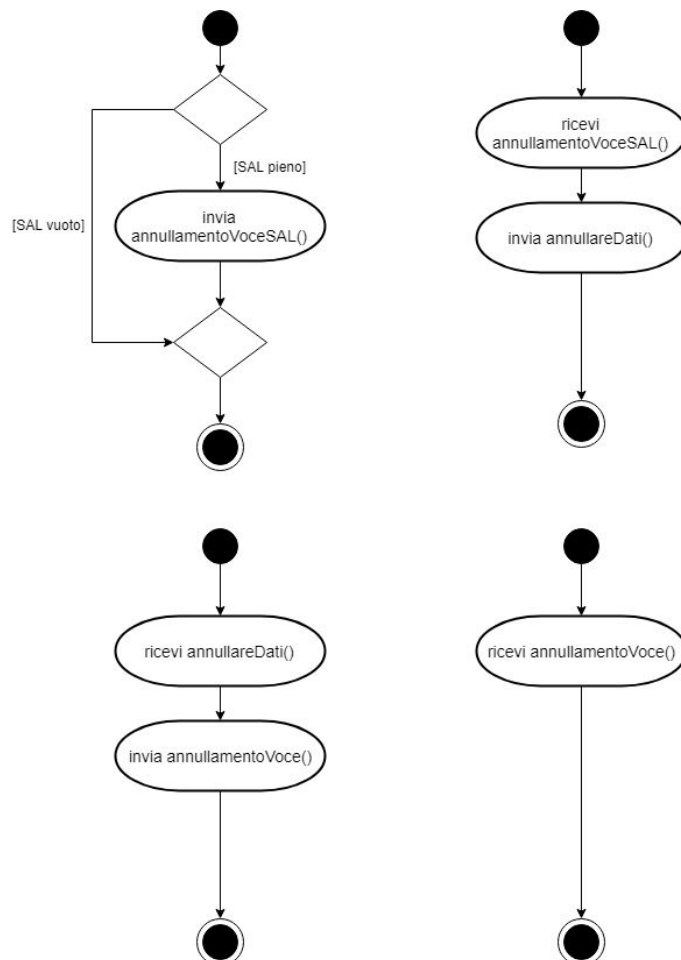 ricevi
annullamentoVoceSAL()
[SAL pieno]
invia
annullamentoVoceSAL()
[SAL vuoto]
invia annullareDati()
ricevi annullareDati()
ricevi annullamentoVoce()
invia annullamentoVoce()